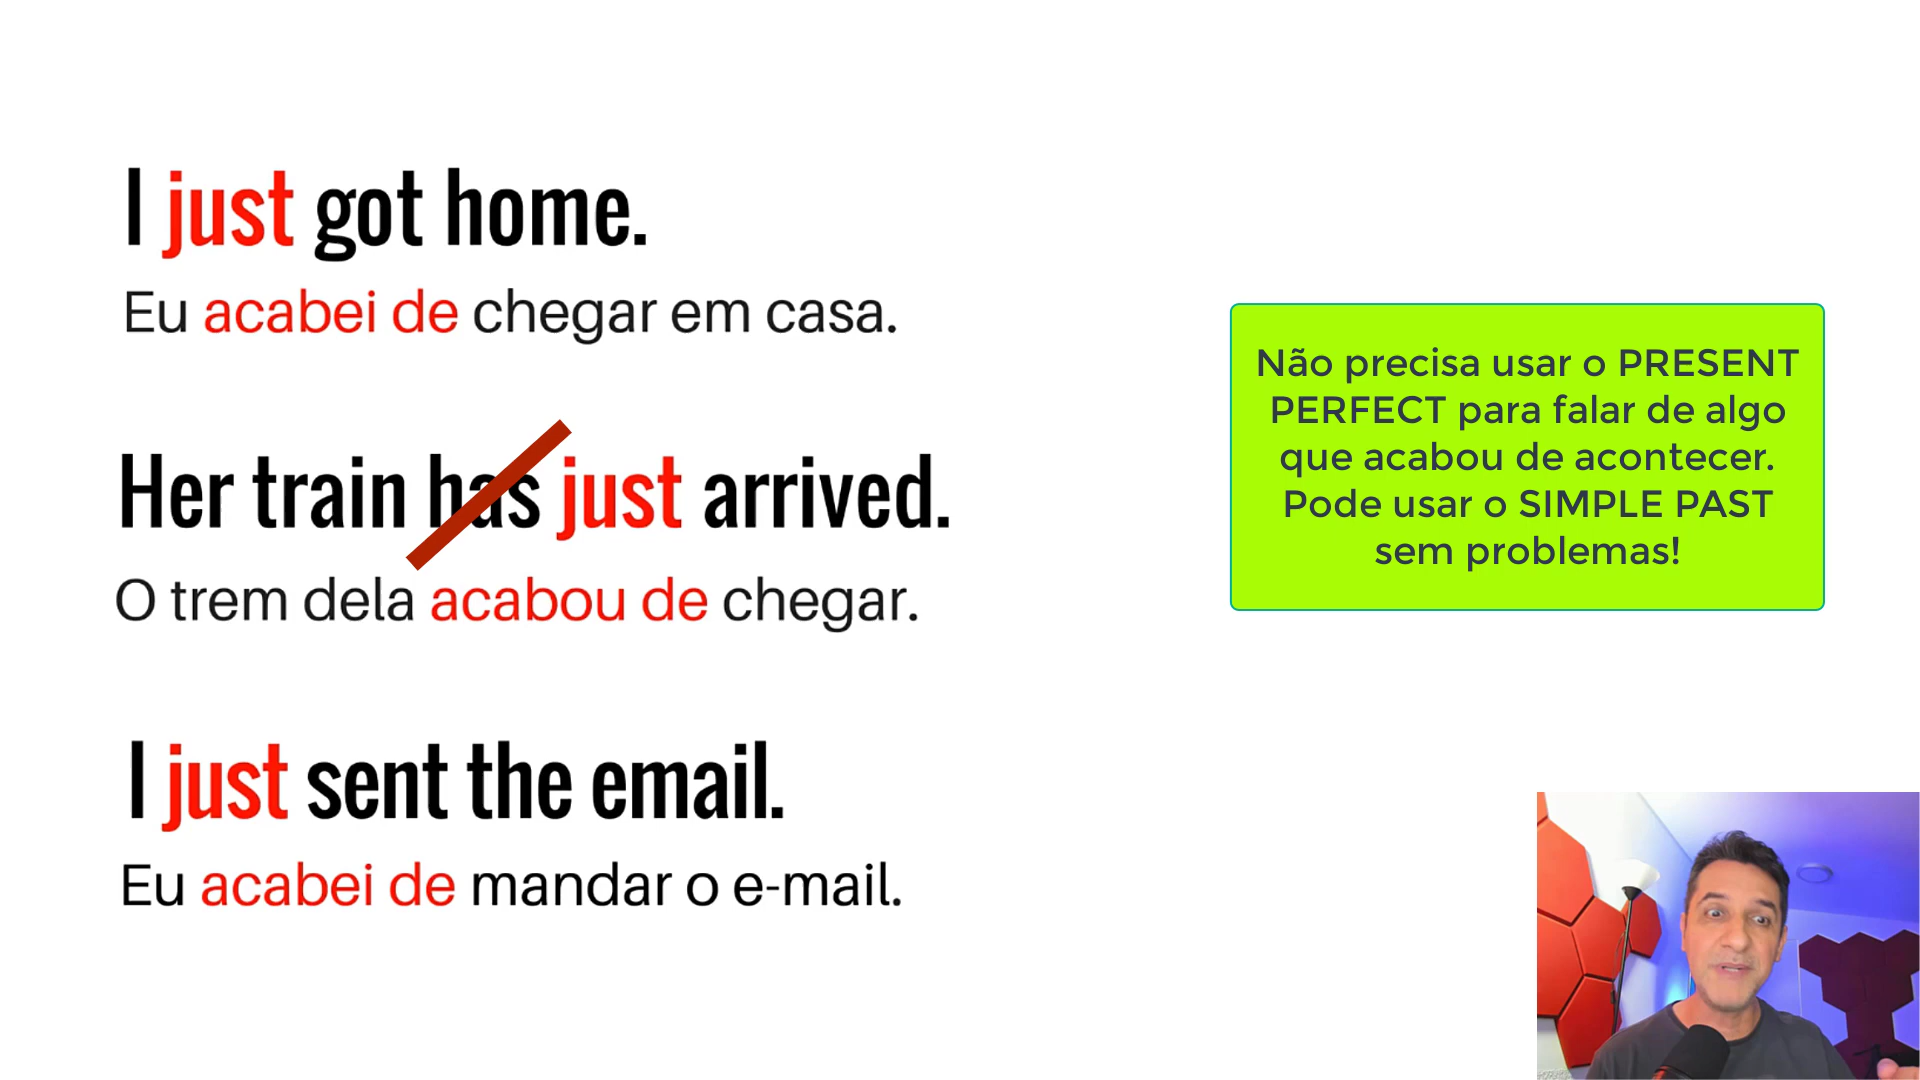 I just got home.
Eu acabei de chegar em casa.
Her train has just arrived.
O trem dela acabou de chegar.
I just sent the email.
Eu acabei de mandar o e-mail.
Não precisa usar o PRESENT
PERFECT para falar de algo
que acabou de acontecer.
Pode usar o SIMPLE PAST
sem problemas!